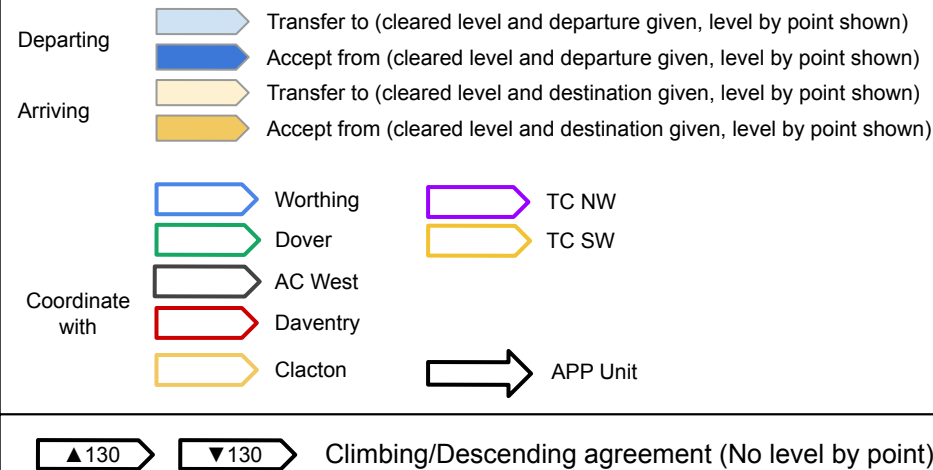 Departing
Transfer to (cleared level and departure given, level by point shown)
Accept from (cleared level and departure given, level by point shown)
Arriving
Transfer to (cleared level and destination given, level by point shown)
Accept from (cleared level and destination given, level by point shown)
Coordinate
with
Worthing
Dover
AC West
Daventry
Clacton
TC NW
TC SW
APP Unit
▲130
▼130
Climbing/Descending agreement (No level by point)